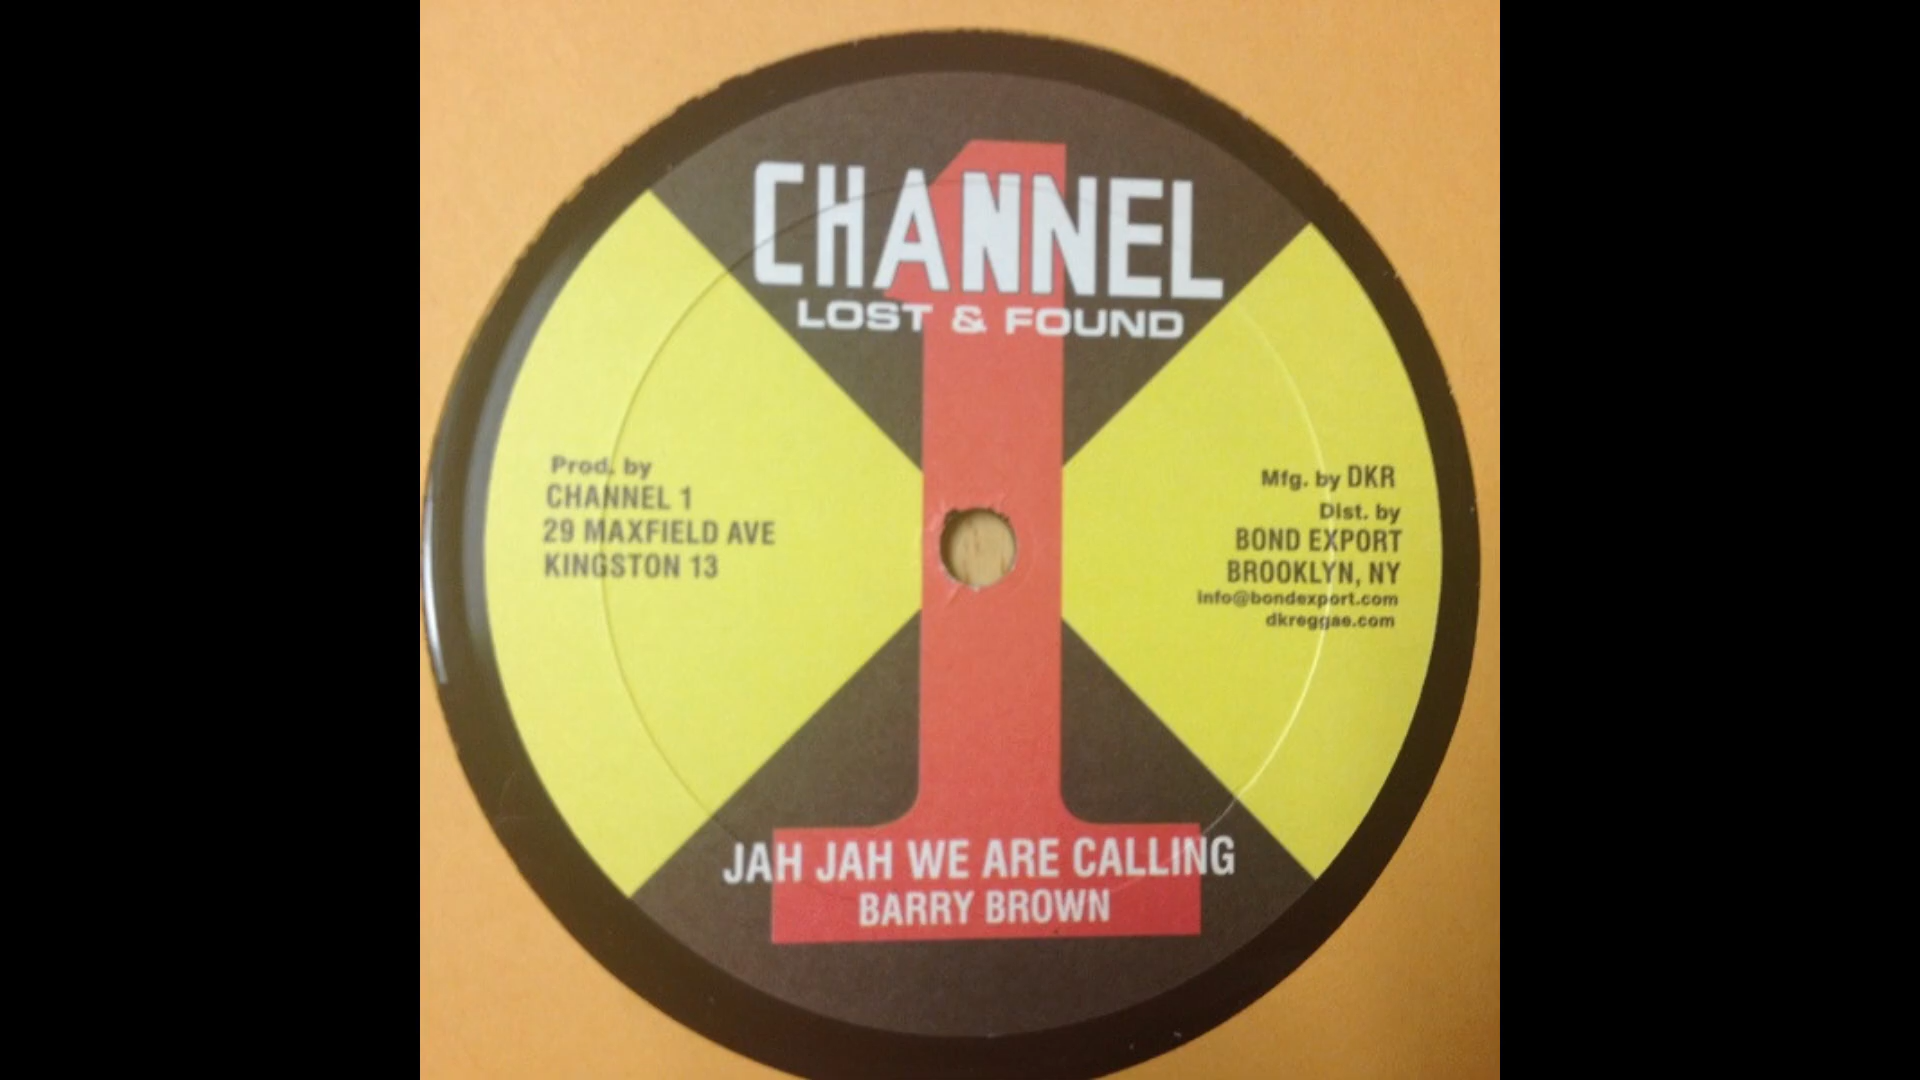 CHANNEL
1
LOST & FOUND
Prod. by
CHANNEL 1
29 MAXFIELD AVE
KINGSTON 13
Mfg. by DKR
Dist. by
BOND EXPORT
BROOKLYN, NY
info@bondexport.com
dkreggae.com
JAH JAH WE ARE CALLING
BARRY BROWN